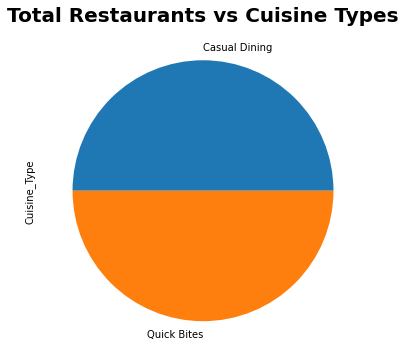 Total Restaurants vs Cuisine Types
Casual Dining
Cuisine_Type
Quick Bites